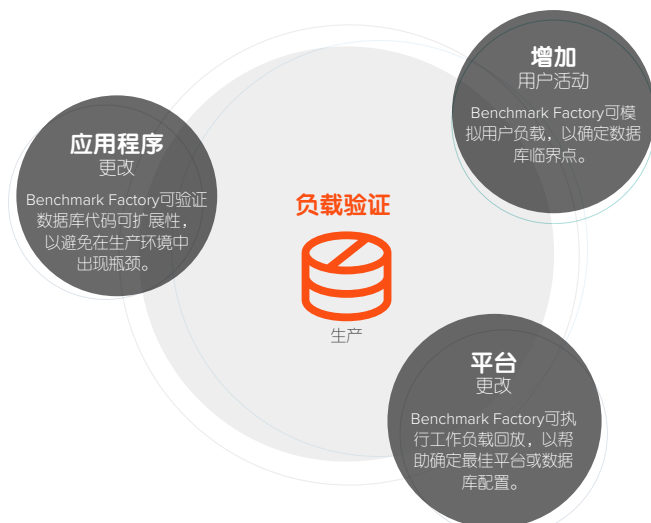 增加
用户活动
Benchmark Factory可模
拟用户负载，以确定数据
库临界点。
应用程序
更改
Benchmark Factory可验证
数据库代码可扩展性，
以避免在生产环境中
出现瓶颈。
负载验证
生产
平台
更改
Benchmark Factory可执
行工作负载回放，以帮
助确定最佳平台或数据
库配置。